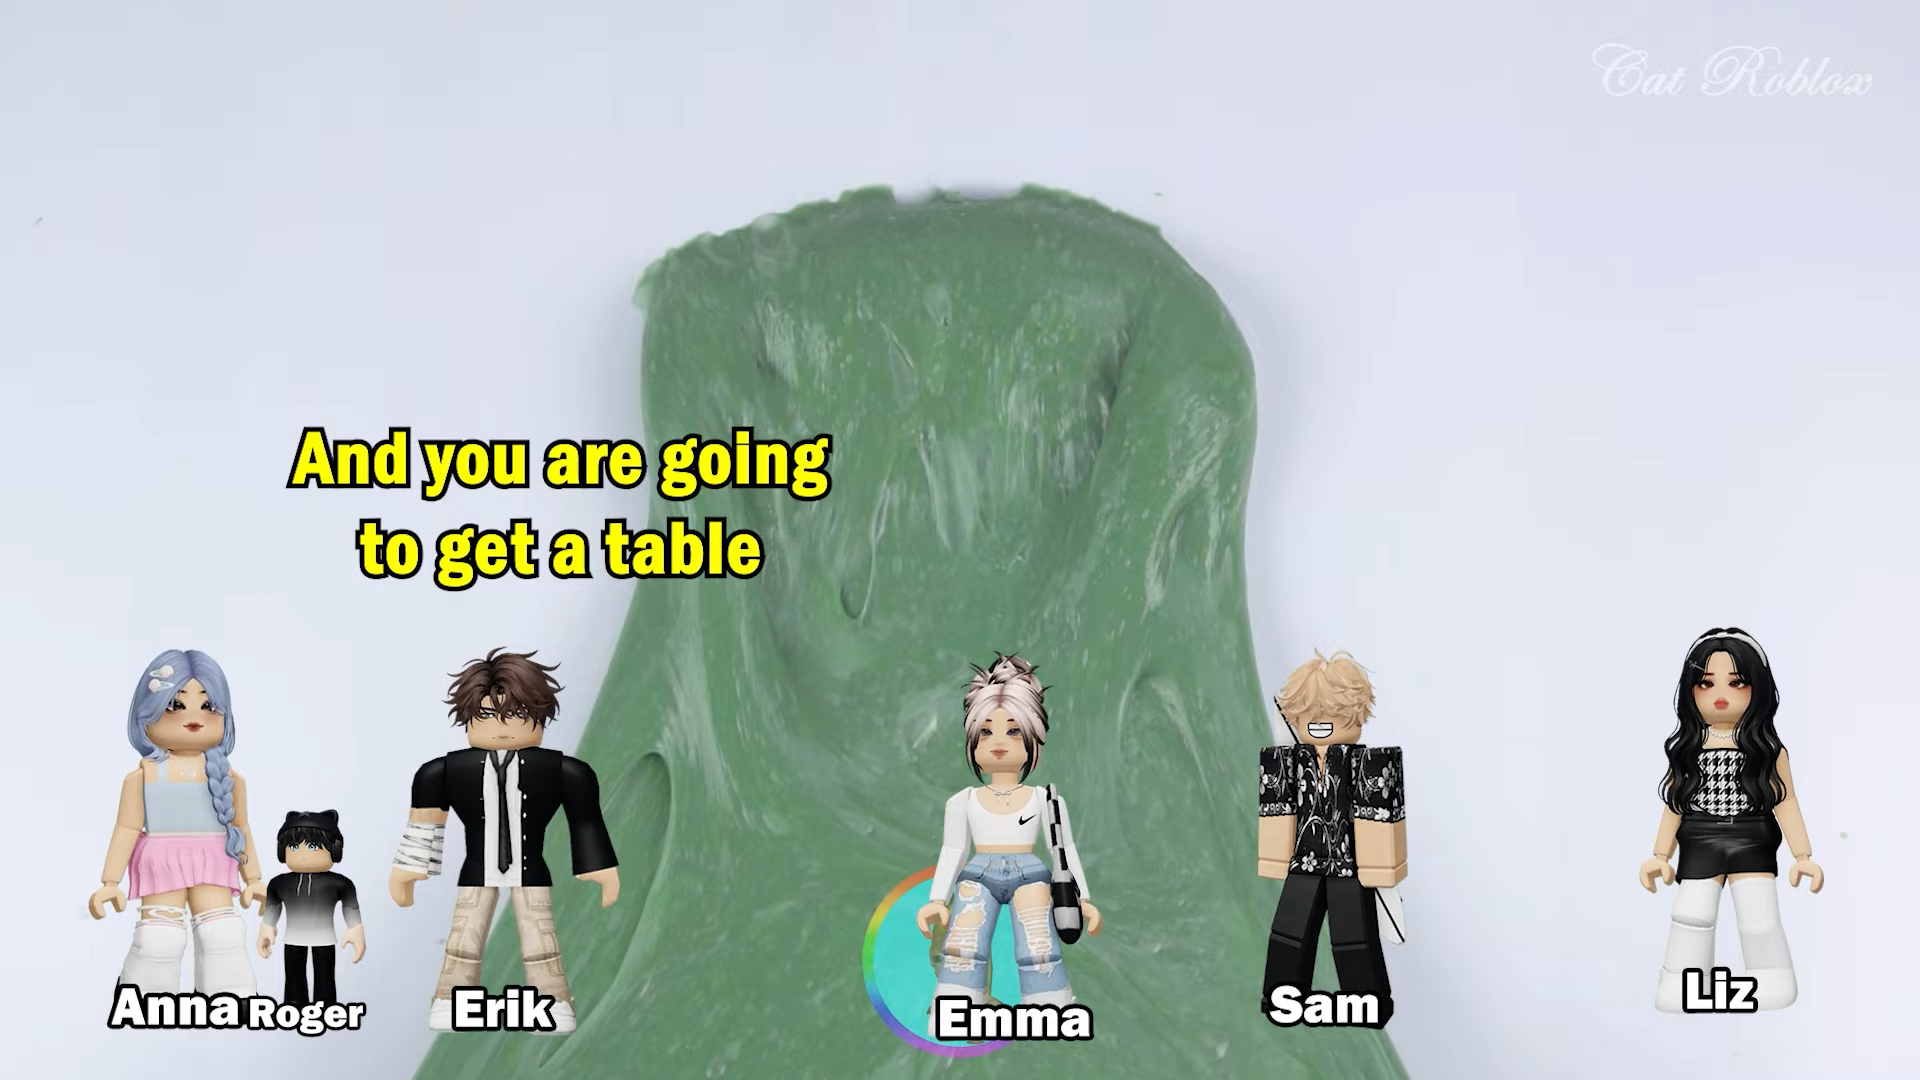 Cat Roblox
And you are going
to get a table
Anna
Roger
Erik
Emma
Sam
Liz